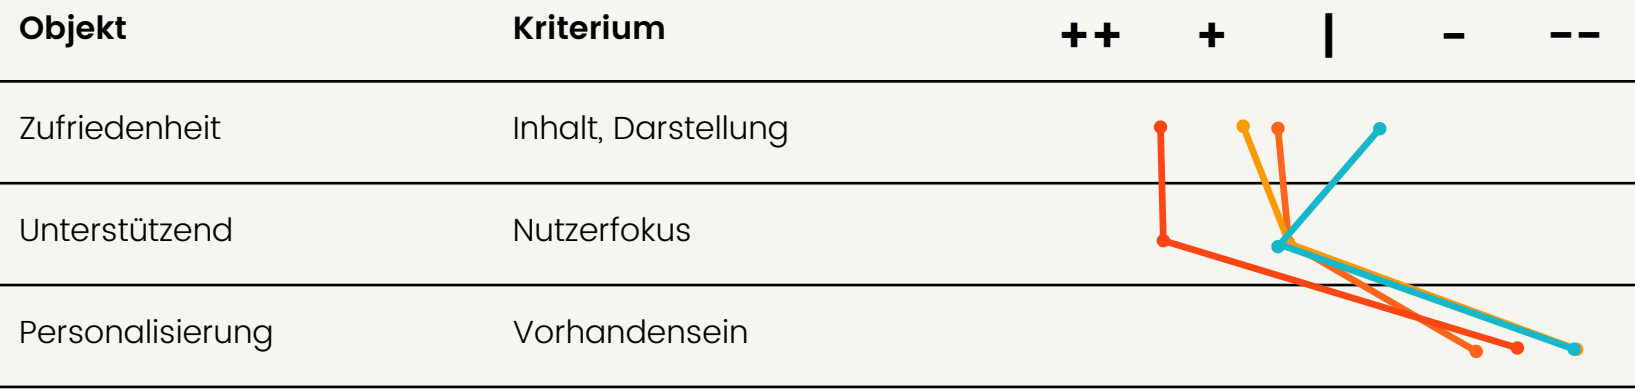 Objekt Kriterium ++ + | - --
Zufriedenheit Inhalt, Darstellung
Unterstützend Nutzerfokus
Personalisierung Vorhandensein